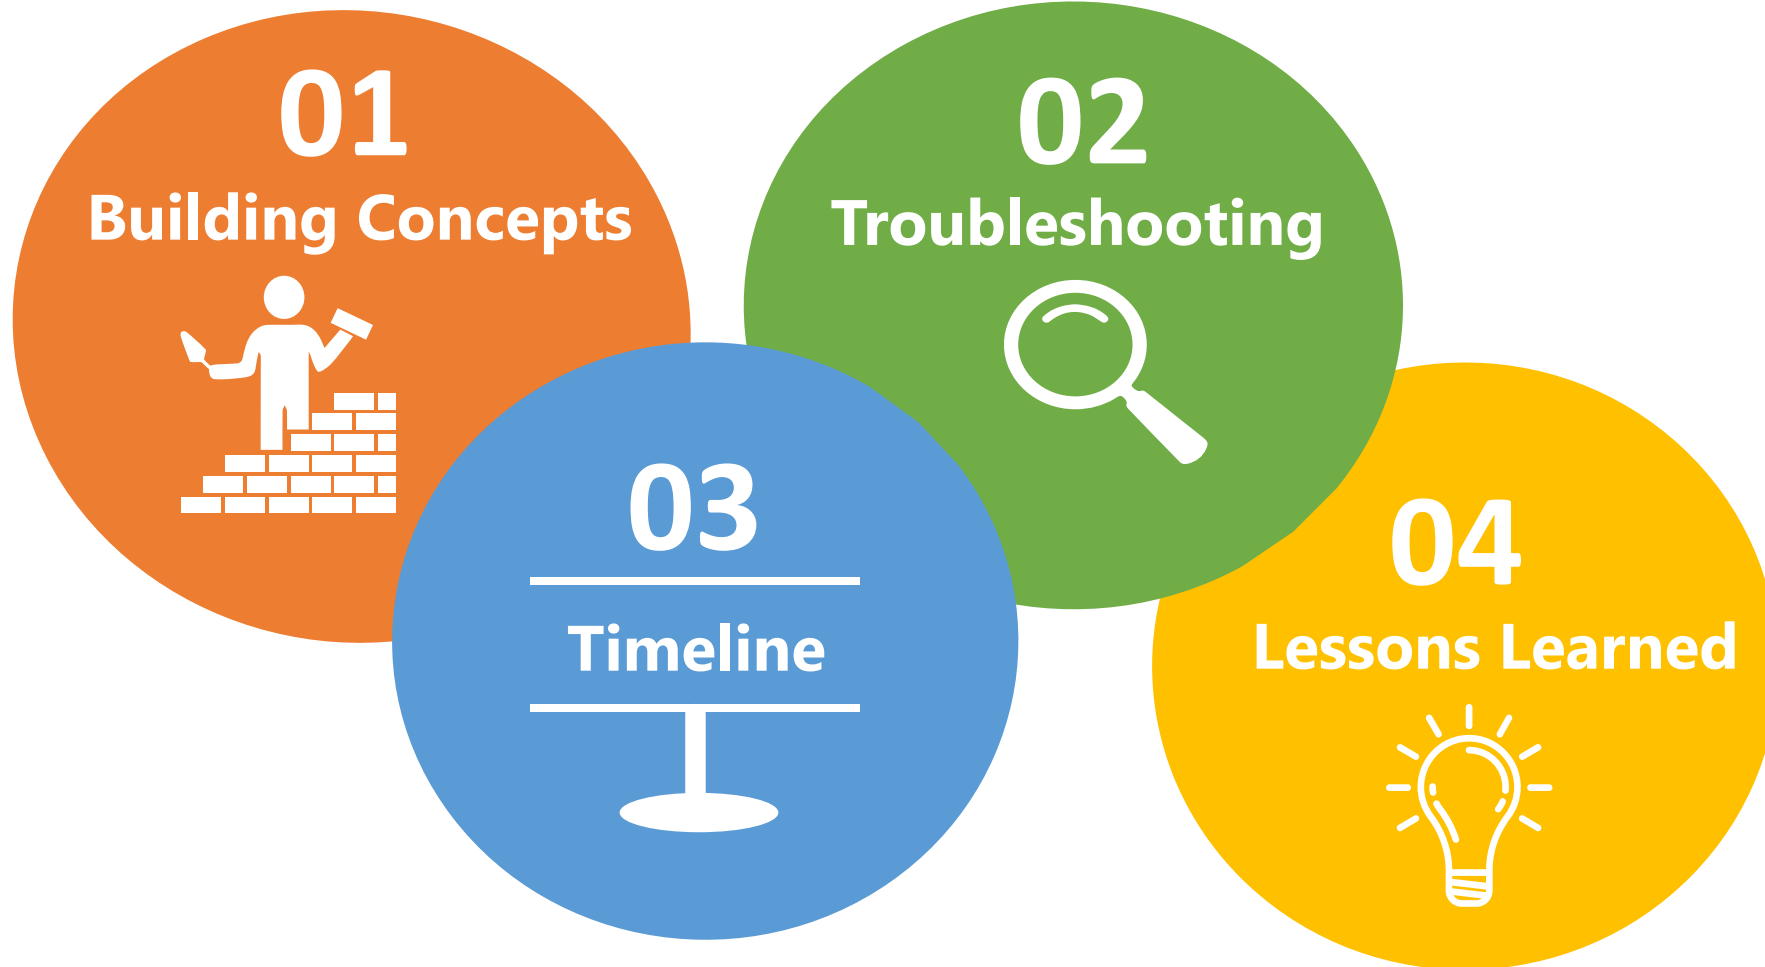 01
Building Concepts
02
Troubleshooting
03
Timeline
04
Lessons Learned